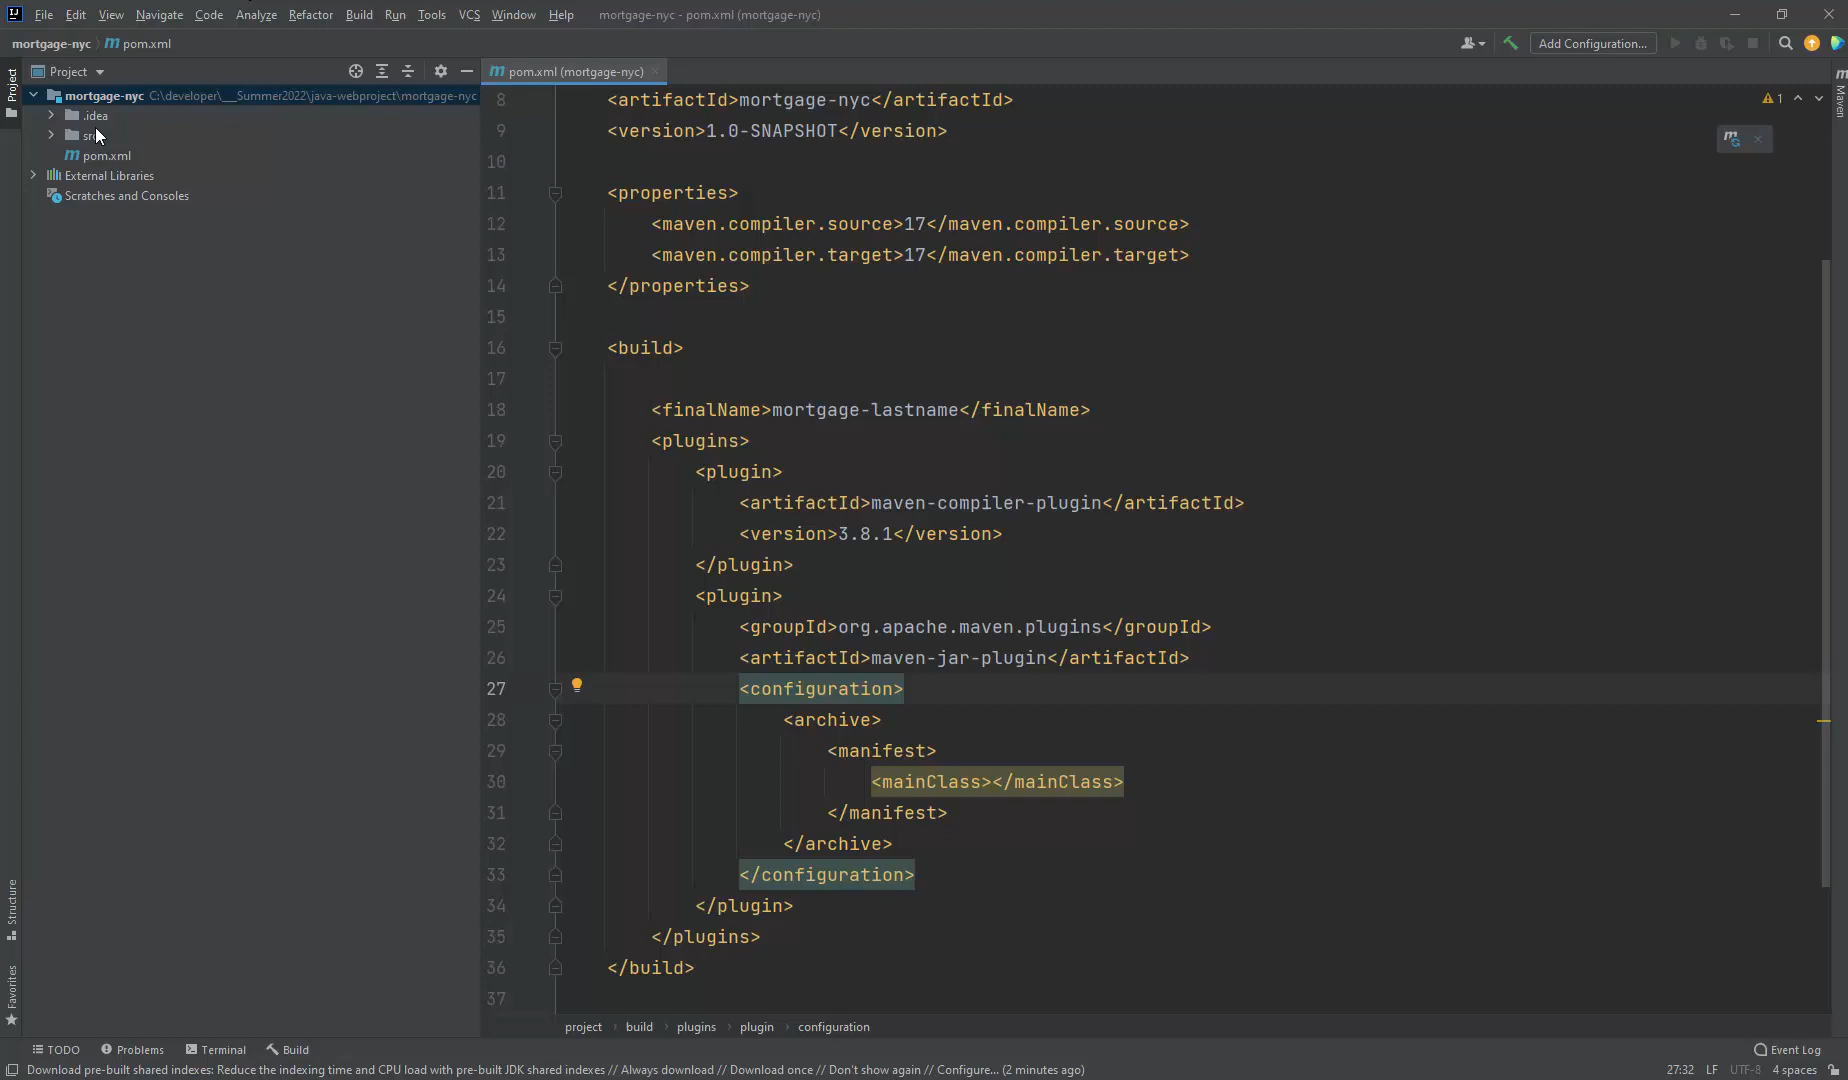 File Edit View Navigate Code Analyze Refactor Build Run Tools VCS Window Help mortgage-nyc - pom.xml (mortgage-nyc)
mortgage-nyc pom.xml Add Configuration...
Project pom.xml (mortgage-nyc)
Project
Maven
mortgage-nyc C:\developer\__Summer2022\java-webproject\mortgage-nyc
.idea
pom.xml
External Libraries
Scratches and Consoles
1
8 <artifactId>mortgage-nyc</artifactId>
9 <version>1.0-SNAPSHOT</version>
10
11 <properties>
12 <maven.compiler.source>17</maven.compiler.source>
13 <maven.compiler.target>17</maven.compiler.target>
14 </properties>
15
16 <build>
17
18 <finalName>mortgage-lastname</finalName>
19 <plugins>
20 <plugin>
21 <artifactId>maven-compiler-plugin</artifactId>
22 <version>3.8.1</version>
23 </plugin>
24 <plugin>
25 <groupId>org.apache.maven.plugins</groupId>
26 <artifactId>maven-jar-plugin</artifactId>
27 <configuration>
28 <archive>
29 <manifest>
30 <mainClass></mainClass>
31 </manifest>
32 </archive>
33 </configuration>
34 </plugin>
35 </plugins>
36 </build>
37
Structure
Favorites
project build plugins plugin configuration
TODO Problems Terminal Build Event Log
Download pre-built shared indexes: Reduce the indexing time and CPU load with pre-built JDK shared indexes // Always download // Download once // Don't show again // Configure... (2 minutes ago) 27:32 LF UTF-8 4 spaces